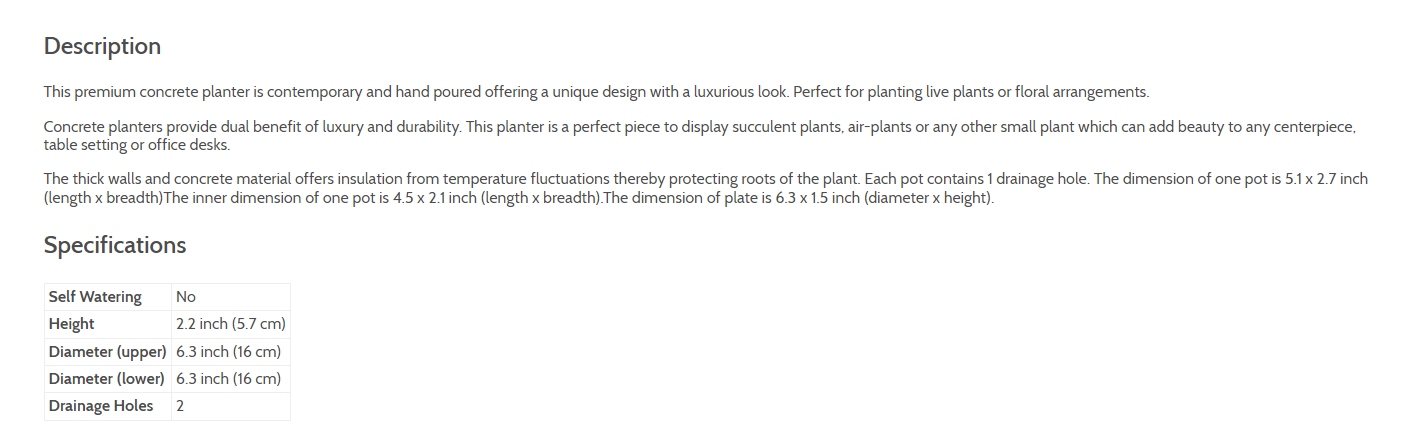 Description
This premium concrete planter is contemporary and hand poured offering a unique design with a luxurious look. Perfect for planting live plants or floral arrangements.
Concrete planters provide dual benefit of luxury and durability. This planter is a perfect piece to display succulent plants, air-plants or any other small plant which can add beauty to any centerpiece,
table setting or office desks.
The thick walls and concrete material offers insulation from temperature fluctuations thereby protecting roots of the plant. Each pot contains 1 drainage hole. The dimension of one pot is 5.1 x 2.7 inch
(length x breadth)The inner dimension of one pot is 4.5 x 2.1 inch (length x breadth).The dimension of plate is 6.3 x 1.5 inch (diameter x height).
Specifications
Self Watering No
Height 2.2 inch (5.7 cm)
Diameter (upper) 6.3 inch (16 cm)
Diameter (lower) 6.3 inch (16 cm)
Drainage Holes 2